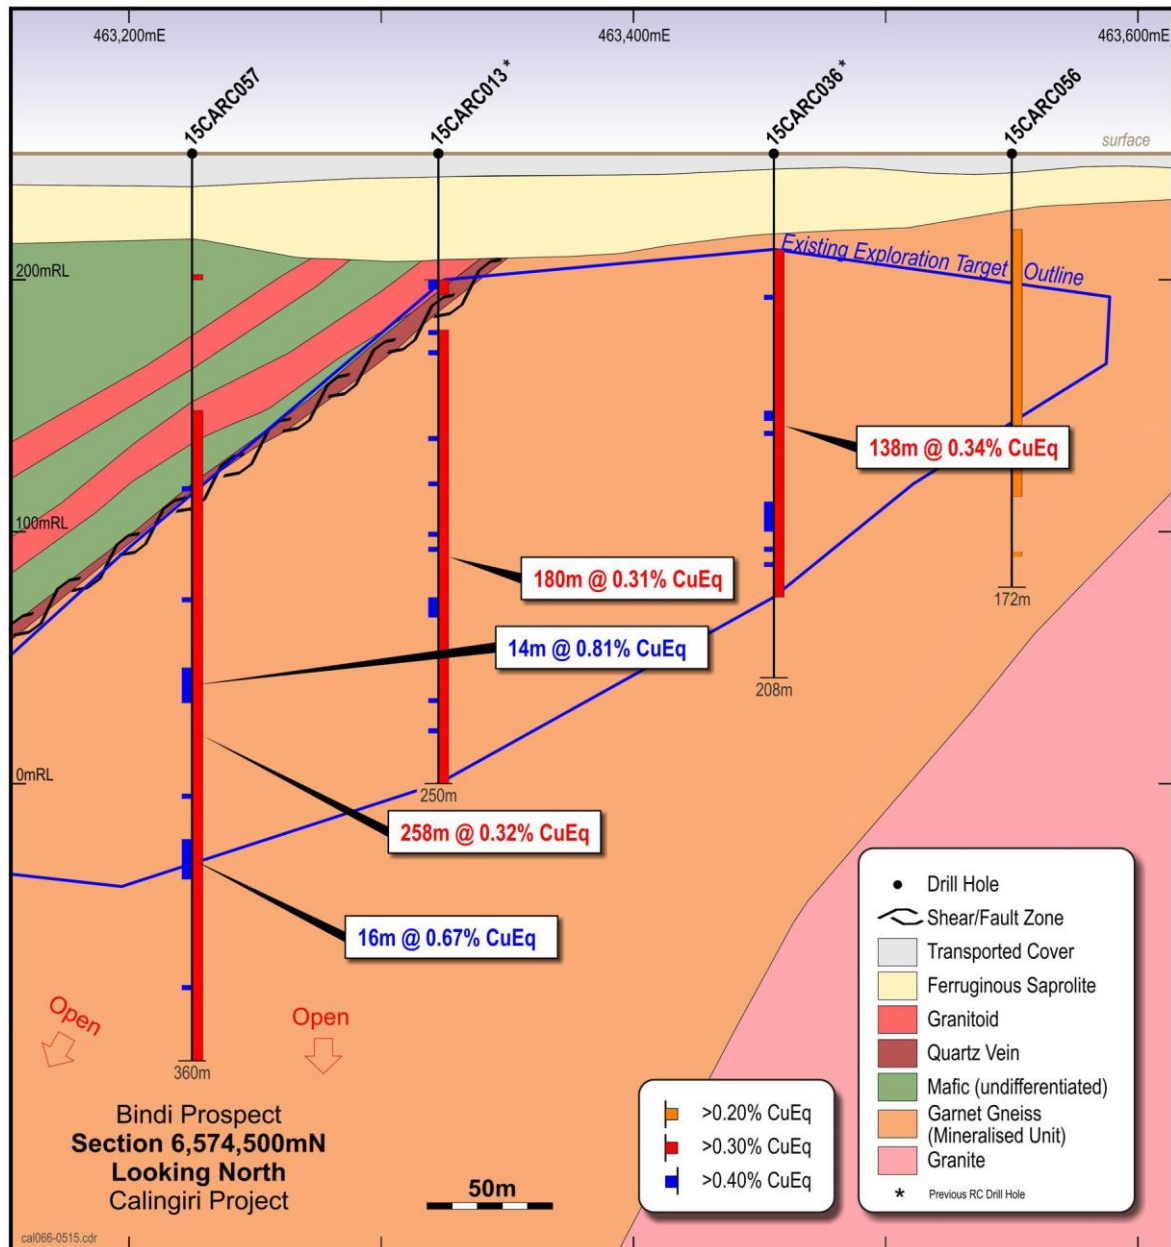 463,200mE
463,400mE
463,600mE
15CARC057
15CARC013 *
15CARC036 *
15CARC056
surface
Existing Exploration Target Outline
200mRL
138m @ 0.34% CuEq
100mRL
180m @ 0.31% CuEq
172m
14m @ 0.81% CuEq
208m
0mRL
250m
258m @ 0.32% CuEq
16m @ 0.67% CuEq
Open
Open
360m
Bindi Prospect
Section 6,574,500mN
Looking North
Calingiri Project
50m
>0.20% CuEq
>0.30% CuEq
>0.40% CuEq
Drill Hole
Shear/Fault Zone
Transported Cover
Ferruginous Saprolite
Granitoid
Quartz Vein
Mafic (undifferentiated)
Garnet Gneiss
(Mineralised Unit)
Granite
* Previous RC Drill Hole
cal066-0515.cdr